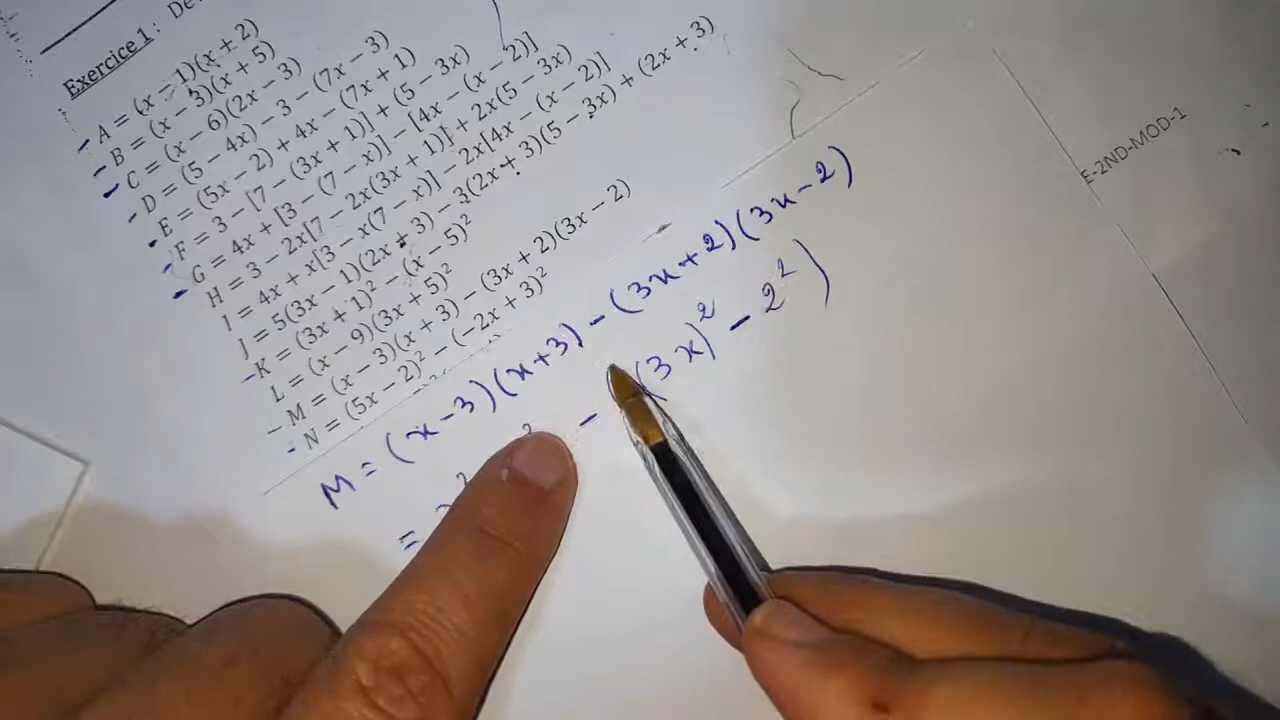 Exercice 1 :
- A = (x - 1)(x + 2)
- B = (x - 3)(x + 5)
- C = (x - 6)(2x - 3)
- D = (5 - 4x) - 3 - (7x - 3)
- E = (5x - 2) + 4x - (7x + 1)
- F = 3 - [7 - (3x + 1)] + (5 - 3x)
- G = 4x + [3 - (7 - x)] - [4x - (x - 2)]
H = 3 - 2x[7 - 2x(3x + 1)] + 2x(5 - 3x)
I = 4x + x[3 - x(7 - x)] - 2x[4x - (x - 2)]
J = 5(3x - 1)(2x + 3) - 3(2x + 3)(5 - 3x) + (2x + 3)
- K = (3x + 1)² - (x - 5)²
L = (x - 9)(3x + 5)²
- M = (x - 3)(x + 3) - (3x + 2)(3x - 2)
- N = (5x - 2)² - (-2x + 3)²
E-2ND-MOD-1
M = (x - 3)(x + 3) - (3x + 2)(3x - 2)
= ² - ((3x)² - 2²)